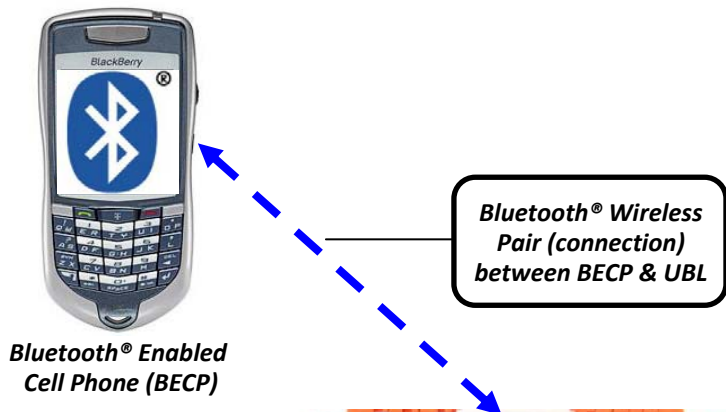 BlackBerry
®
Bluetooth® Wireless
Pair (connection)
between BECP & UBL
Bluetooth® Enabled
Cell Phone (BECP)